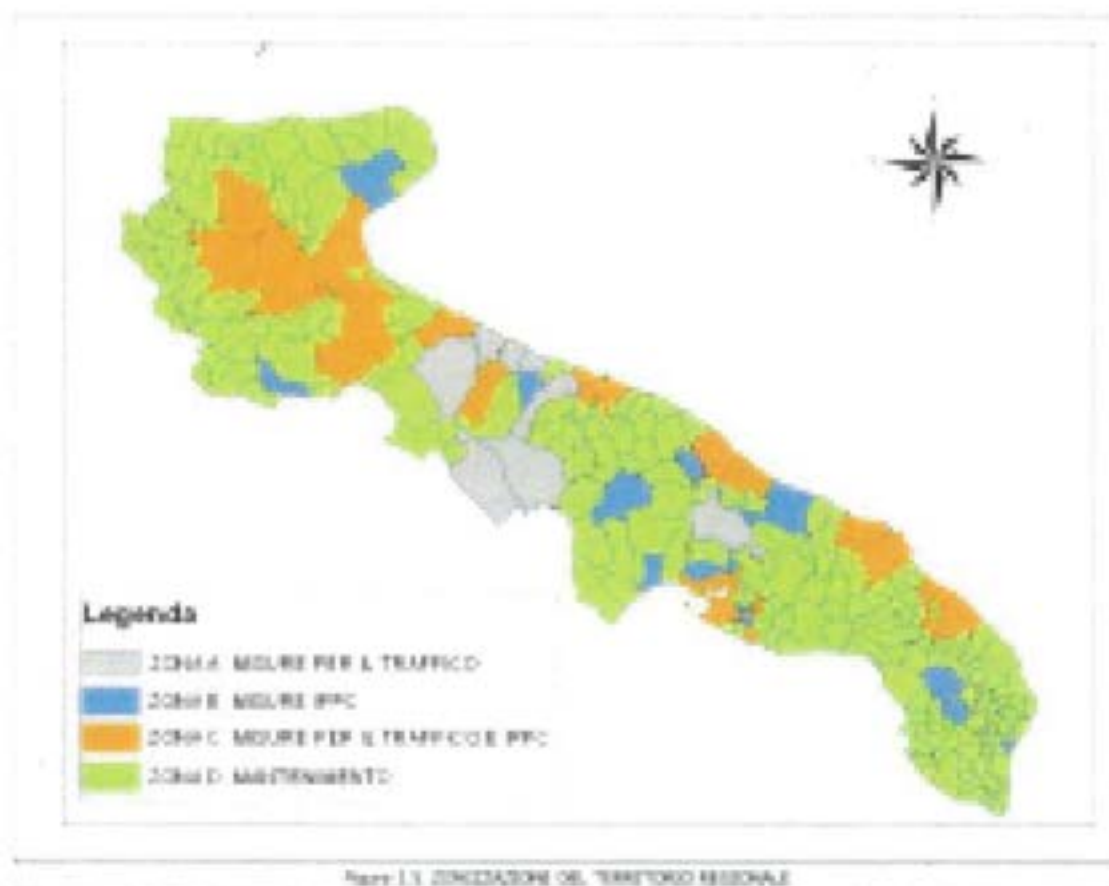 Legenda
ZONA A MISURE PER IL TRAFFICO
ZONA B MISURE IPPC
ZONA C MISURE PER IL TRAFFICO E IPPC
ZONA D MANTENIMENTO
ZONIZZAZIONE DEL TERRITORIO REGIONALE